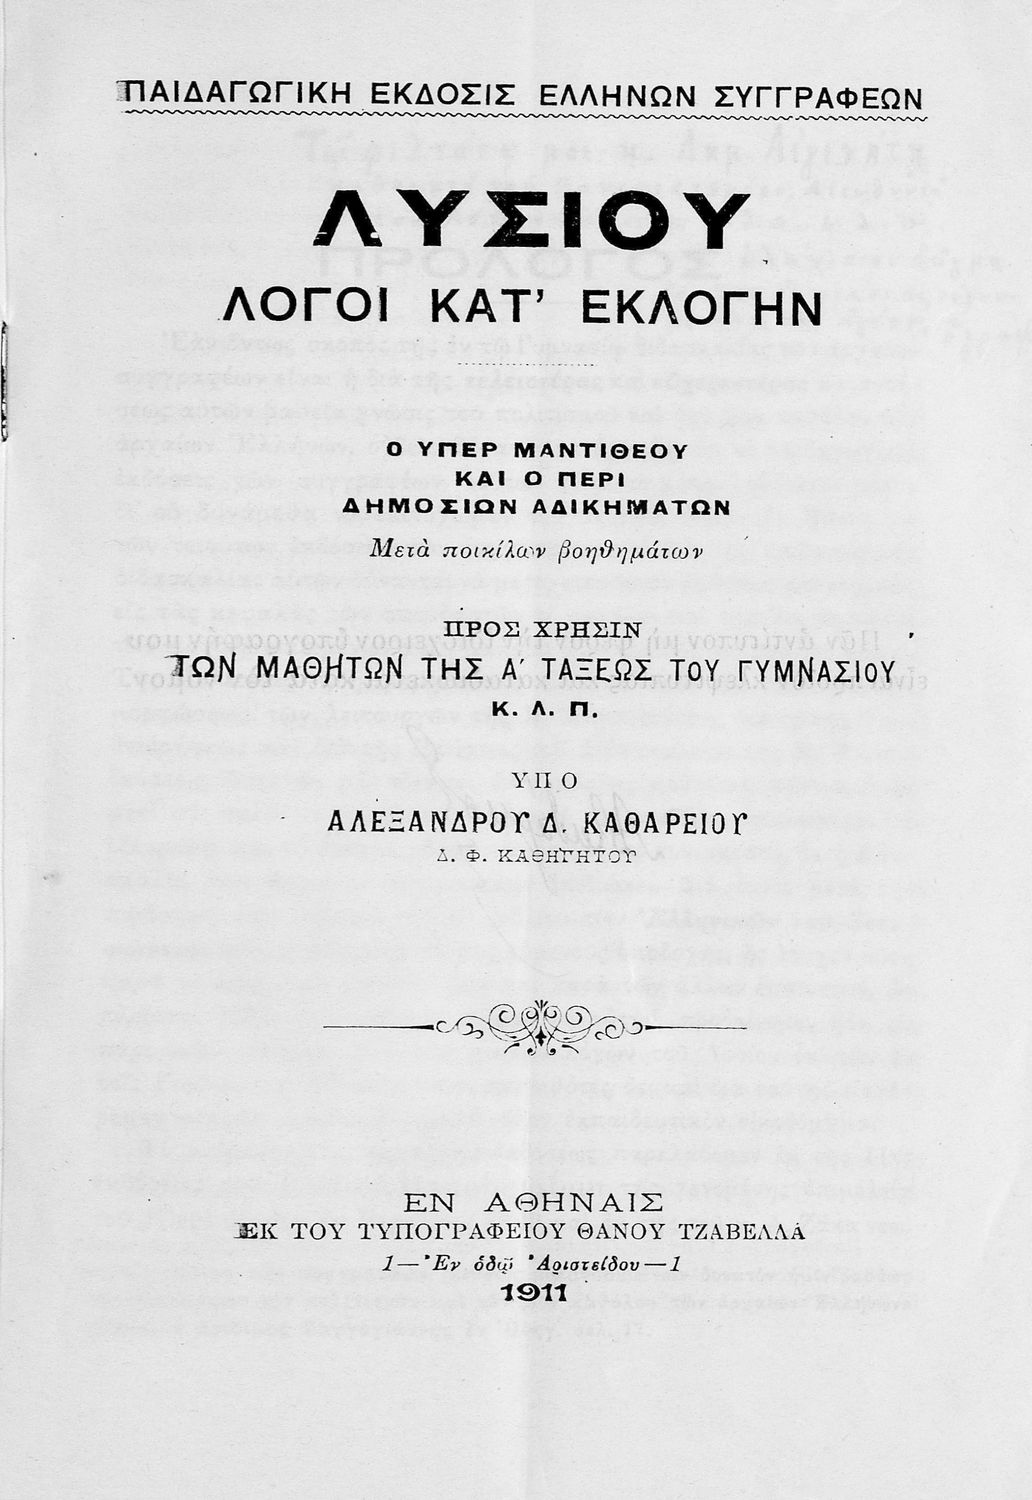 ΠΑΙΔΑΓΩΓΙΚΗ ΕΚΔΟΣΙΣ ΕΛΛΗΝΩΝ ΣΥΓΓΡΑΦΕΩΝ
ΛΥΣΙΟΥ
ΛΟΓΟΙ ΚΑΤ’ ΕΚΛΟΓΗΝ
Ο ΥΠΕΡ ΜΑΝΤΙΘΕΟΥ
ΚΑΙ Ο ΠΕΡΙ
ΔΗΜΟΣΙΩΝ ΑΔΙΚΗΜΑΤΩΝ
Μετὰ ποικίλων βοηθημάτων
ΠΡΟΣ ΧΡΗΣΙΝ
ΤΩΝ ΜΑΘΗΤΩΝ ΤΗΣ Α΄ ΤΑΞΕΩΣ ΤΟΥ ΓΥΜΝΑΣΙΟΥ
Κ. Λ. Π.
ΥΠΟ
ΑΛΕΞΑΝΔΡΟΥ Δ. ΚΑΘΑΡΕΙΟΥ
Δ. Φ. ΚΑΘΗΓΗΤΟΥ
ΕΝ ΑΘΗΝΑΙΣ
ΕΚ ΤΟΥ ΤΥΠΟΓΡΑΦΕΙΟΥ ΘΑΝΟΥ ΤΖΑΒΕΛΛΑ
1—Ἐν ὁδῷ Ἀριστείδου—1
1911